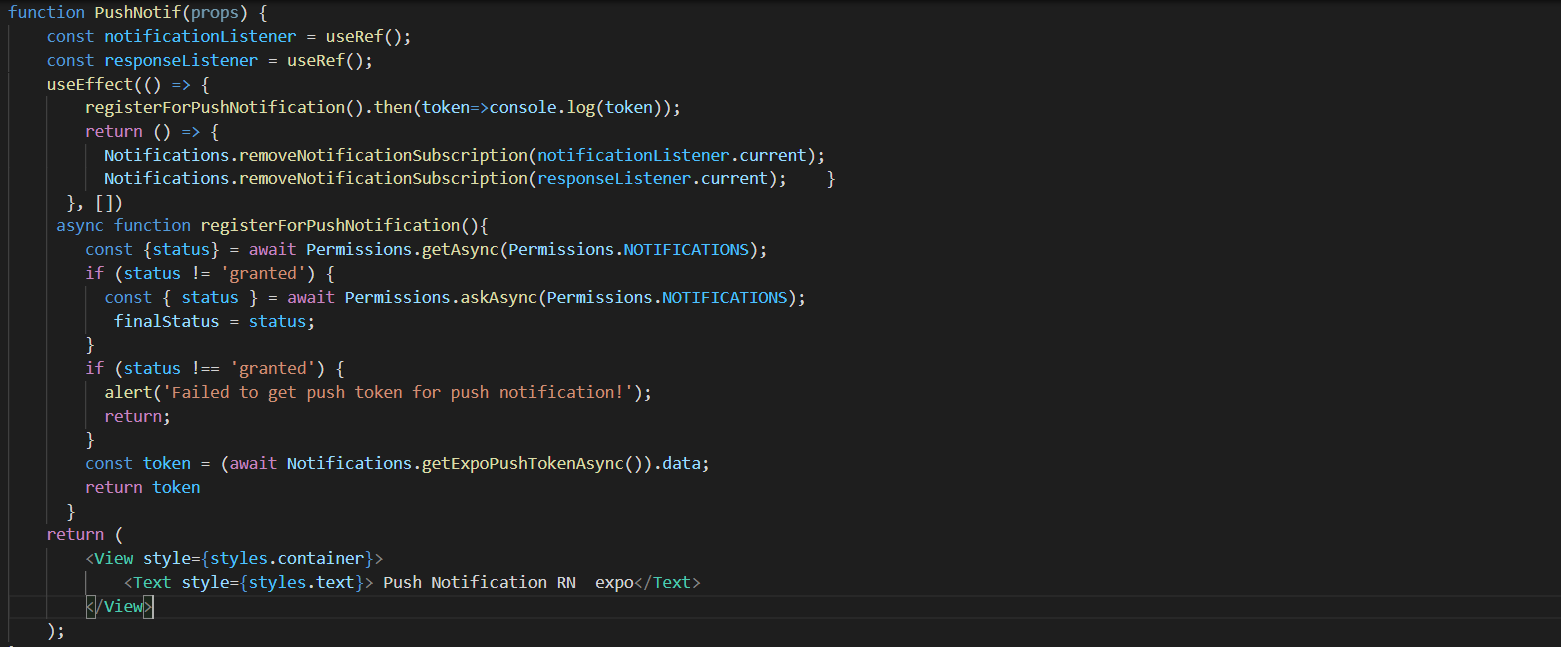 function PushNotif(props) {
    const notificationListener = useRef();
    const responseListener = useRef();
    useEffect(() => {
        registerForPushNotification().then(token=>console.log(token));
        return () => {
          Notifications.removeNotificationSubscription(notificationListener.current);
          Notifications.removeNotificationSubscription(responseListener.current);    }
      }, [])
     async function registerForPushNotification(){
        const {status} = await Permissions.getAsync(Permissions.NOTIFICATIONS);
        if (status != 'granted') {
          const { status } = await Permissions.askAsync(Permissions.NOTIFICATIONS);
           finalStatus = status;
        }
        if (status !== 'granted') {
          alert('Failed to get push token for push notification!');
          return;
        }
        const token = (await Notifications.getExpoPushTokenAsync()).data;
        return token
      }
    return (
        <View style={styles.container}>
            <Text style={styles.text}> Push Notification RN  expo</Text>
        </View>
    );